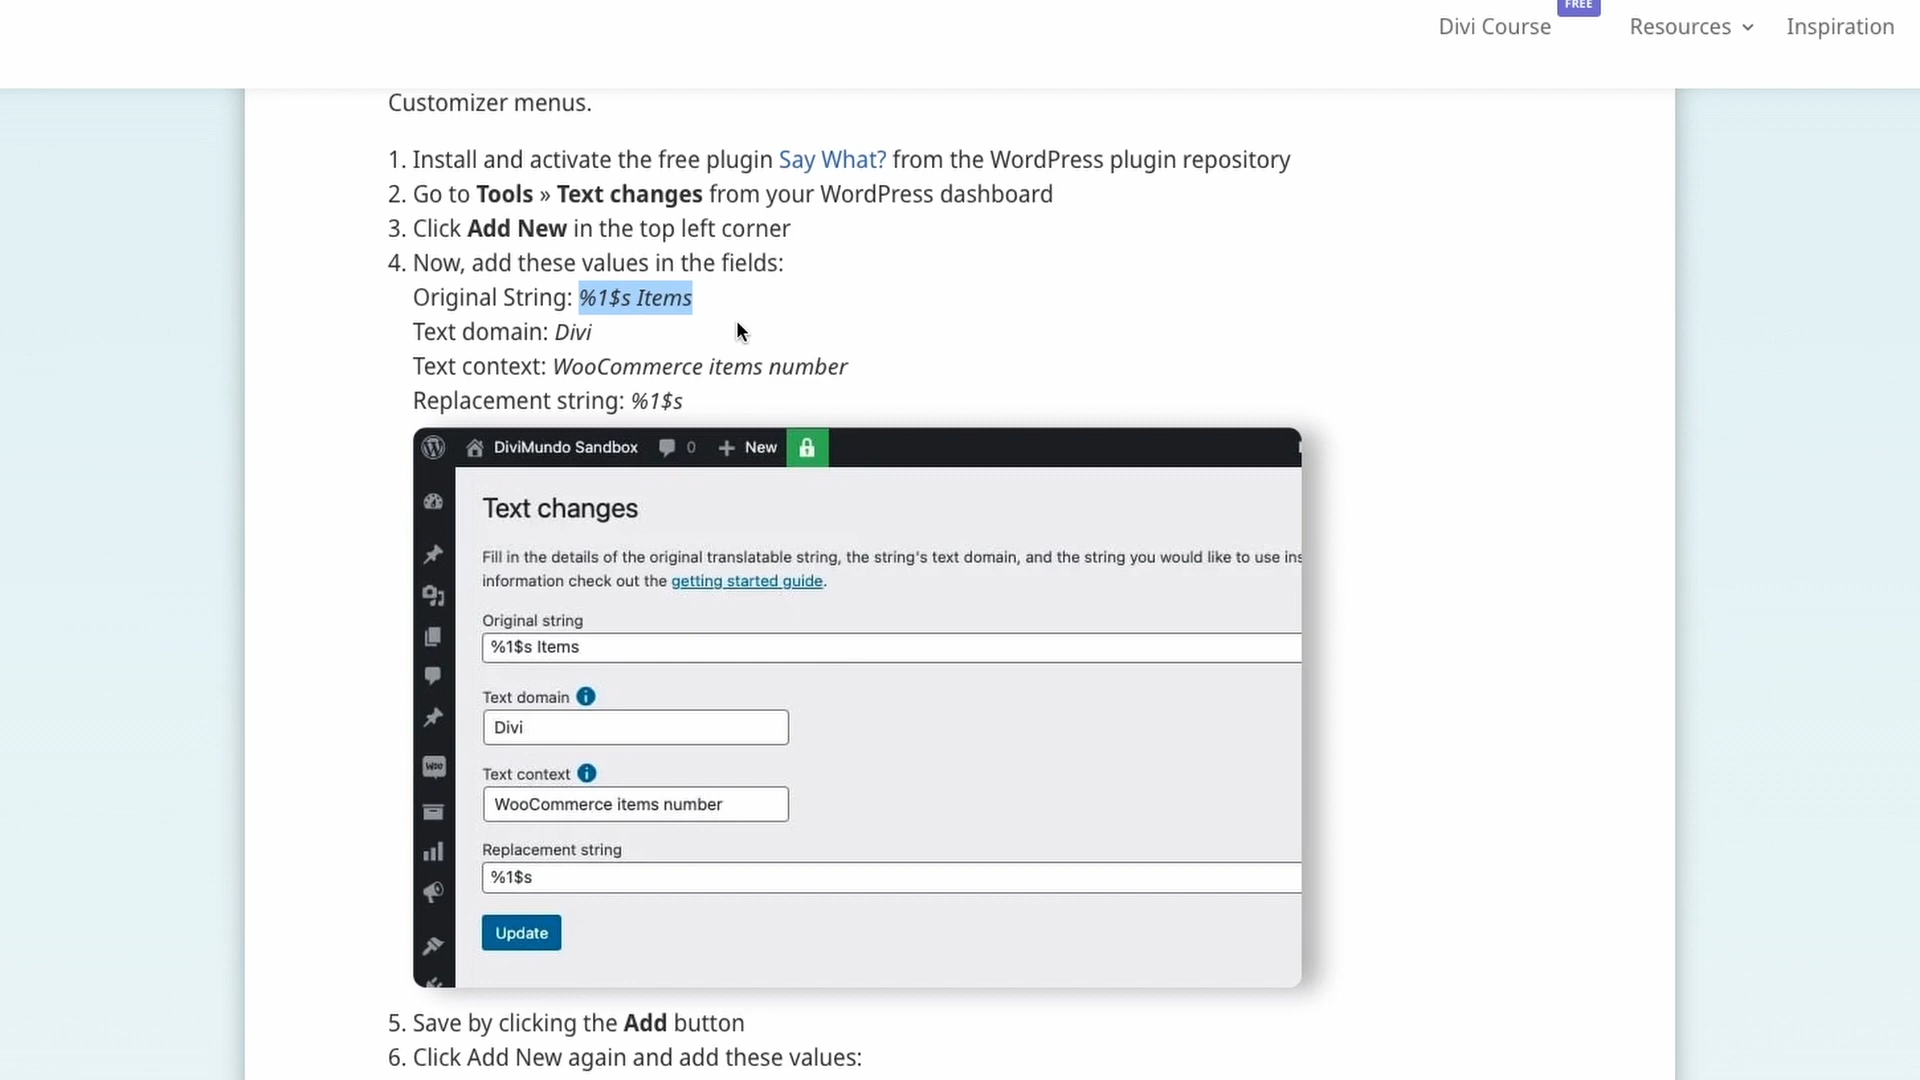 FREE
Divi Course Resources Inspiration
Customizer menus.
1. Install and activate the free plugin Say What? from the WordPress plugin repository
2. Go to Tools » Text changes from your WordPress dashboard
3. Click Add New in the top left corner
4. Now, add these values in the fields:
Original String: %1$s Items
Text domain: Divi
Text context: WooCommerce items number
Replacement string: %1$s
DiviMundo Sandbox 0 + New
Text changes
Fill in the details of the original translatable string, the string's text domain, and the string you would like to use ins
information check out the getting started guide.
Original string
%1$s Items
Text domain
Divi
Text context
WooCommerce items number
Replacement string
%1$s
Update
5. Save by clicking the Add button
6. Click Add New again and add these values: